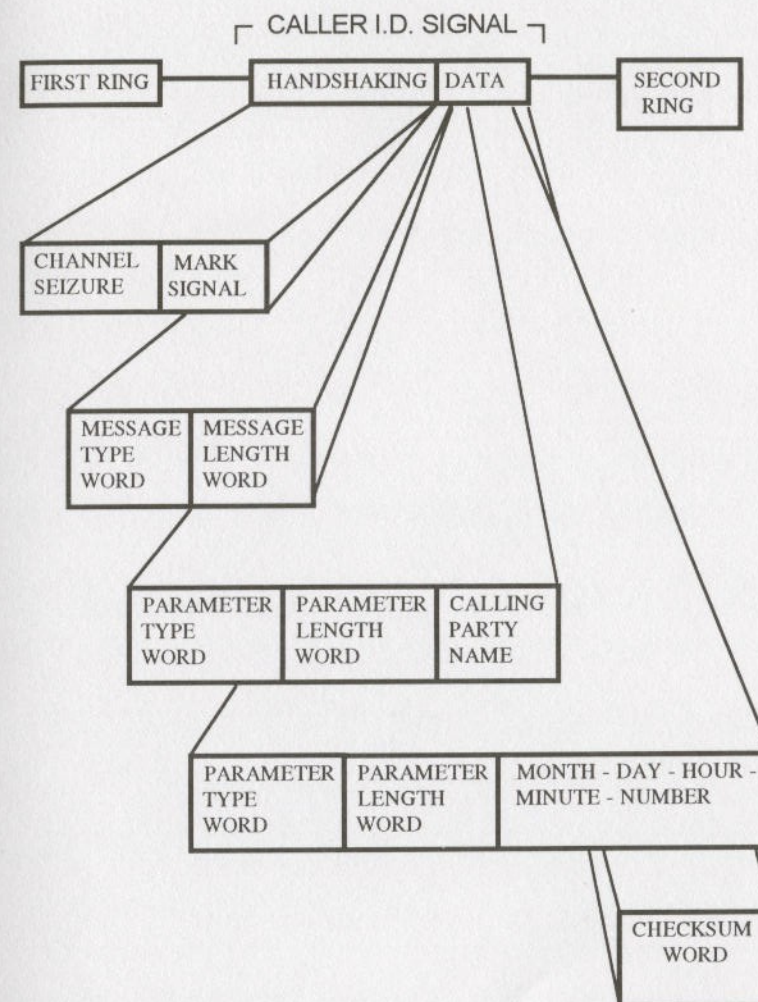 CALLER I.D. SIGNAL
FIRST RING
HANDSHAKING
DATA
SECOND
RING
CHANNEL
SEIZURE
MARK
SIGNAL
MESSAGE
TYPE
WORD
MESSAGE
LENGTH
WORD
PARAMETER
TYPE
WORD
PARAMETER
LENGTH
WORD
CALLING
PARTY
NAME
PARAMETER
TYPE
WORD
PARAMETER
LENGTH
WORD
MONTH - DAY - HOUR -
MINUTE - NUMBER
CHECKSUM
WORD